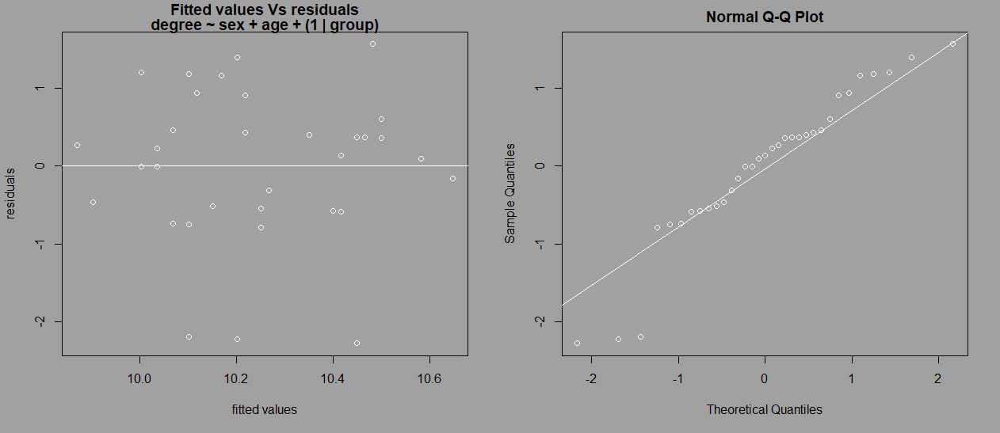 Fitted values Vs residuals
degree ~ sex + age + (1 | group)
residuals
1
0
-1
-2
10.0 10.2 10.4 10.6
fitted values
Normal Q-Q Plot
Sample Quantiles
1
0
-1
-2
-2 -1 0 1 2
Theoretical Quantiles